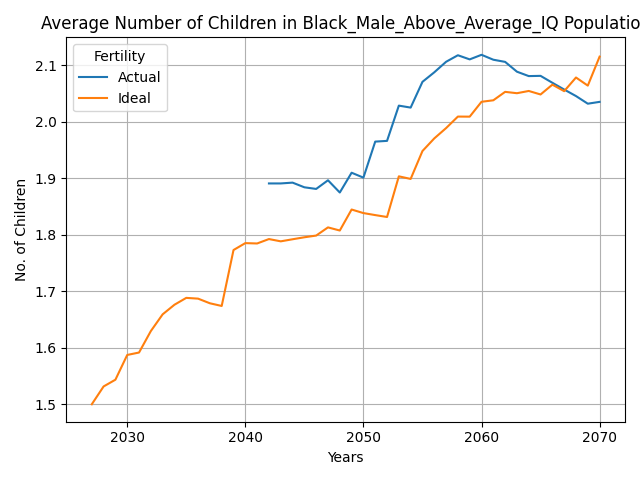 Average Number of Children in Black_Male_Above_Average_IQ Populatio
Fertility
Actual
Ideal
2.1
2.0
1.9
1.8
1.7
1.6
1.5
No. of Children
2030 2040 2050 2060 2070
Years